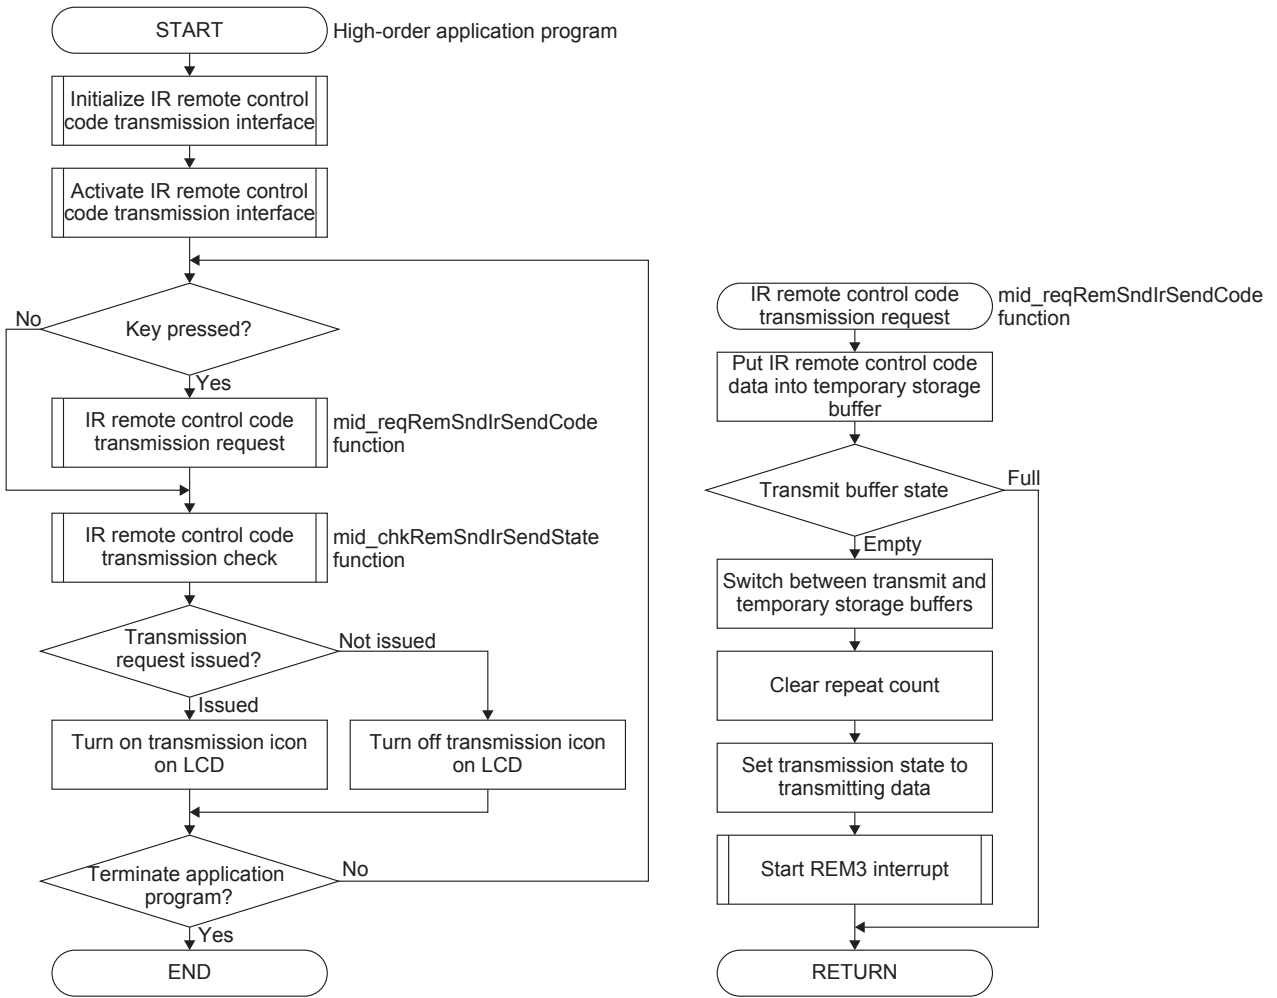 START
High-order application program
Initialize IR remote control
code transmission interface
Activate IR remote control
code transmission interface
Key pressed?
No
Yes
IR remote control code
transmission request
mid_reqRemSndIrSendCode
function
IR remote control code
transmission check
mid_chkRemSndIrSendState
function
Transmission
request issued?
Not issued
Issued
Turn on transmission icon
on LCD
Turn off transmission icon
on LCD
Terminate application
program?
No
Yes
END
IR remote control code
transmission request
mid_reqRemSndIrSendCode
function
Put IR remote control code
data into temporary storage
buffer
Transmit buffer state
Full
Empty
Switch between transmit and
temporary storage buffers
Clear repeat count
Set transmission state to
transmitting data
Start REM3 interrupt
RETURN